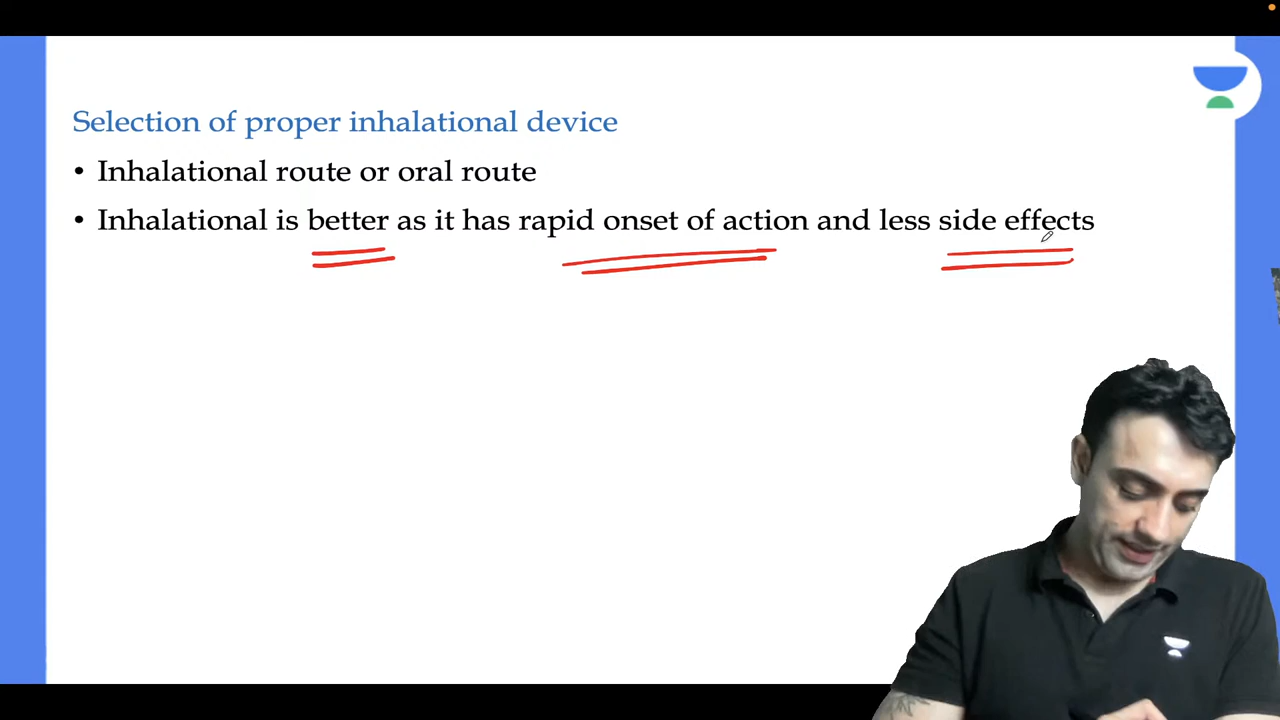 Selection of proper inhalational device
• Inhalational route or oral route
• Inhalational is better as it has rapid onset of action and less side effects